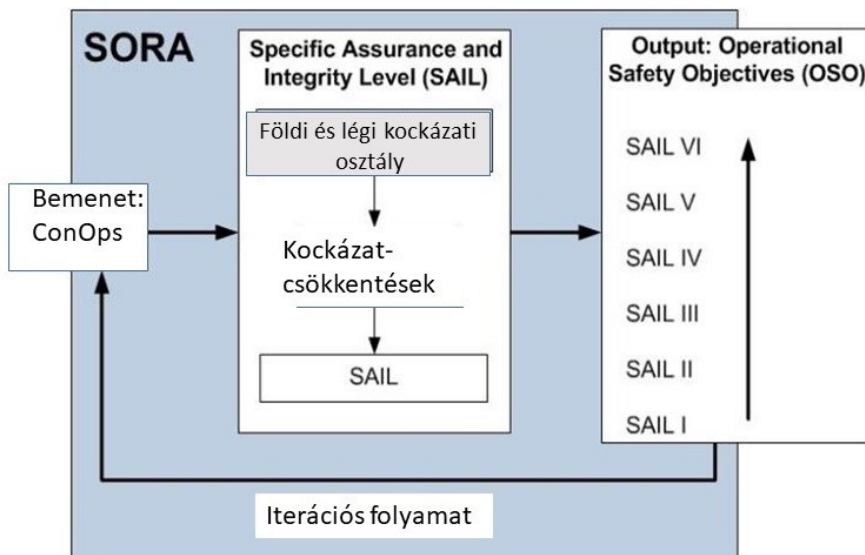 SORA
Specific Assurance and
Integrity Level (SAIL)
Földi és légi kockázati
osztály
Kockázat-
csökkentések
SAIL
Bemenet:
ConOps
Output: Operational
Safety Objectives (OSO)
SAIL VI
SAIL V
SAIL IV
SAIL III
SAIL II
SAIL I
Iterációs folyamat